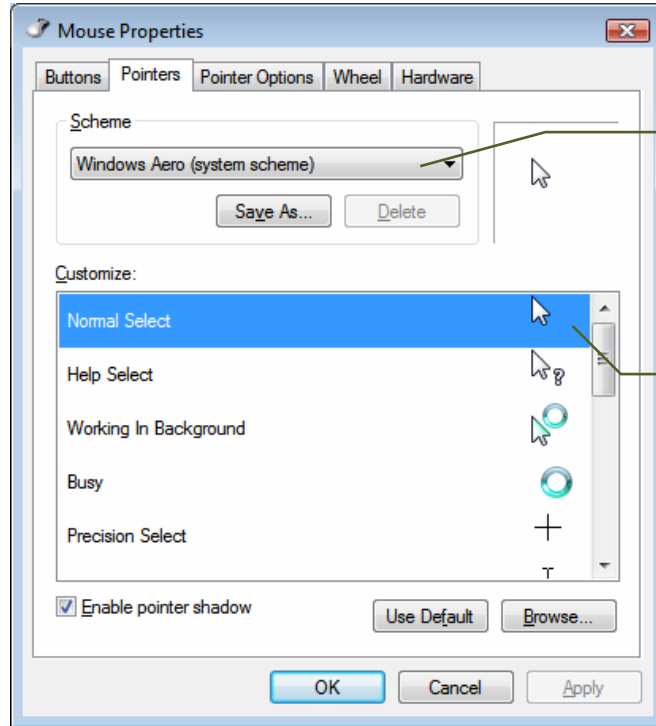 Mouse Properties
Buttons Pointers Pointer Options Wheel Hardware
Scheme
Windows Aero (system scheme)
Save As... Delete
Customize:
Normal Select
Help Select
Working In Background
Busy
Precision Select
Enable pointer shadow
Use Default Browse...
OK Cancel Apply